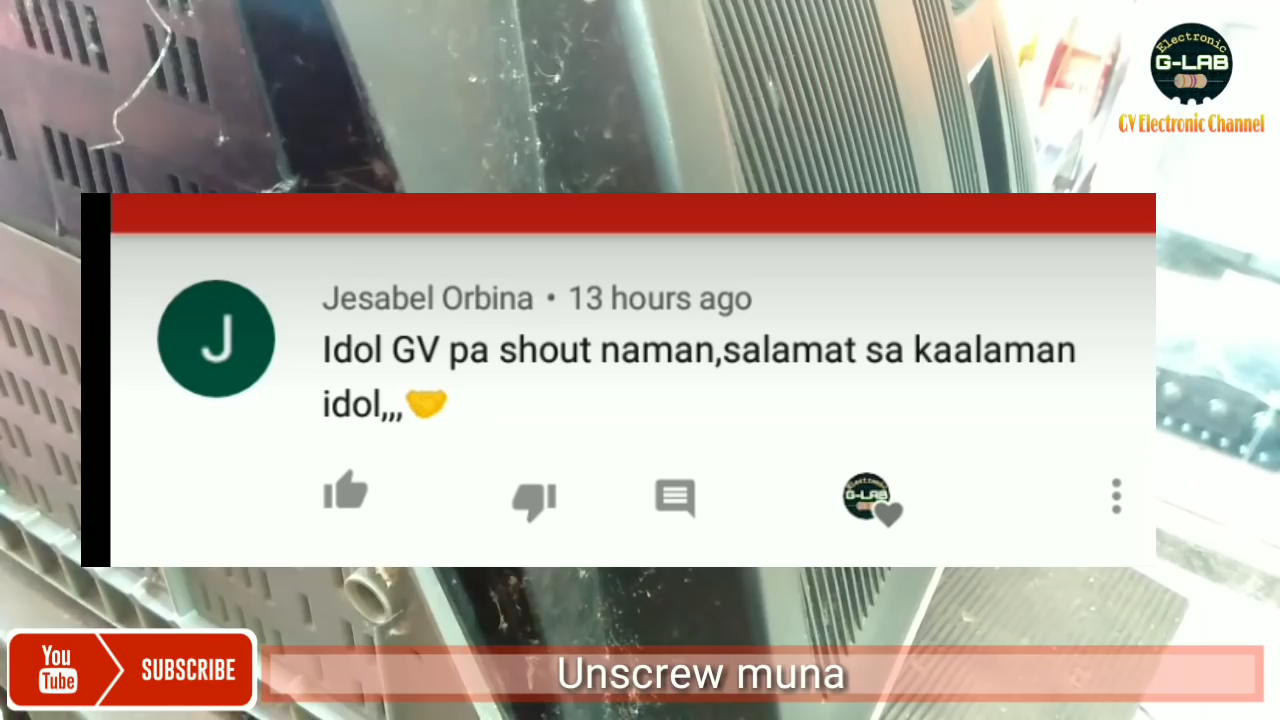 Electronic
G-LAB
GV Electronic Channel
J
Jesabel Orbina • 13 hours ago
Idol GV pa shout naman,salamat sa kaalaman
idol,,,🤝
G-LAB
You
Tube
SUBSCRIBE
Unscrew muna